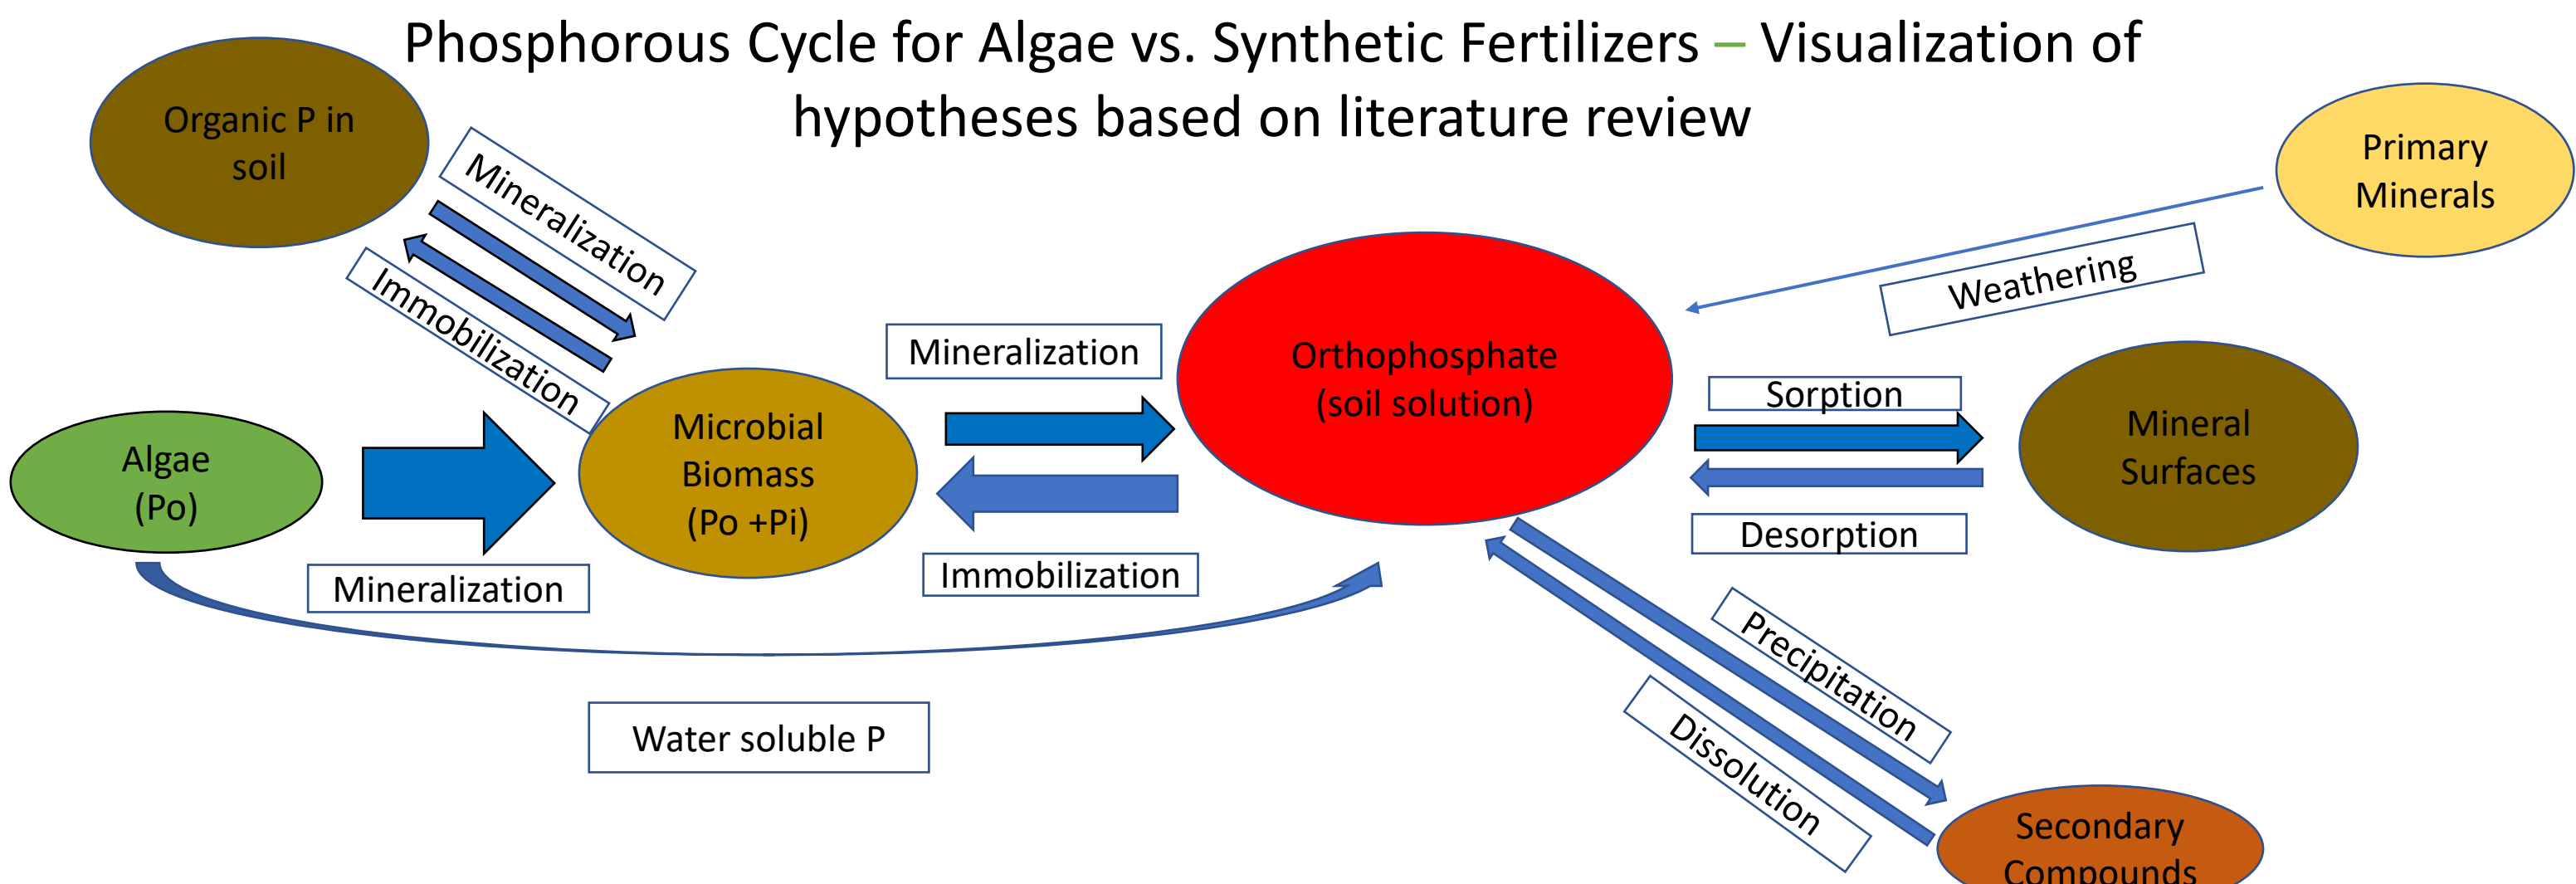 Phosphorous Cycle for Algae vs. Synthetic Fertilizers – Visualization of
hypotheses based on literature review
Organic P in
soil
Primary
Minerals
Mineralization
Immobilization
Weathering
Mineralization
Orthophosphate
(soil solution)
Sorption
Mineral
Surfaces
Algae
(Po)
Microbial
Biomass
(Po +Pi)
Desorption
Mineralization
Immobilization
Precipitation
Dissolution
Water soluble P
Secondary
Compounds